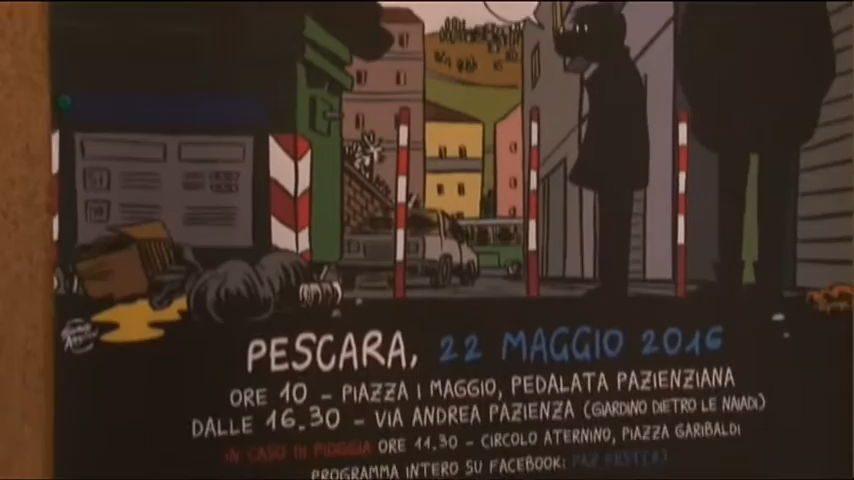 PESCARA, 22 MAGGIO 2016
ORE 10 - PIAZZA I MAGGIO, PEDALATA PAZIENZIANA
DALLE 16.30 - VIA ANDREA PAZIENZA (GIARDINO DIETRO LE NAIADI)
IN CASO DI PIOGGIA ORE 11.30 - CIRCOLO ATERNINO, PIAZZA GARIBALDI
PROGRAMMA INTERO SU FACEBOOK: